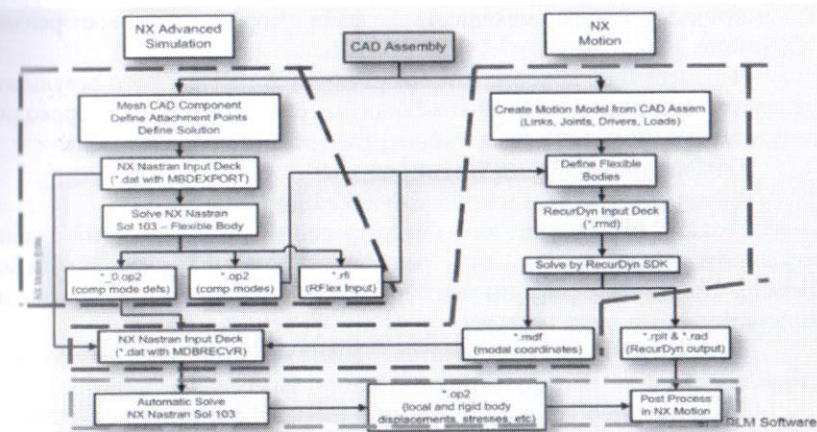 NX Advanced
Simulation
CAD Assembly
NX
Motion
Mesh CAD Component
Define Attachment Points
Define Solution
Create Motion Model from CAD Assem
(Links, Joints, Drivers, Loads)
NX Nastran Input Deck
(*.dat with MBDEXPORT)
Define Flexible
Bodies
Solve NX Nastran
Sol 103 – Flexible Body
RecurDyn Input Deck
(*.rmd)
Solve by RecurDyn SDK
*_0.op2
(comp mode defs)
*.op2
(comp modes)
*.rfi
(RFlex Input)
NX Nastran Input Deck
(*.dat with MDBRECVR)
*.mdf
(modal coordinates)
*.rplt & *.rad
(RecurDyn output)
Automatic Solve
NX Nastran Sol 103
*.op2
(local and rigid body
displacements, stresses, etc)
Post Process
in NX Motion
PLM Software